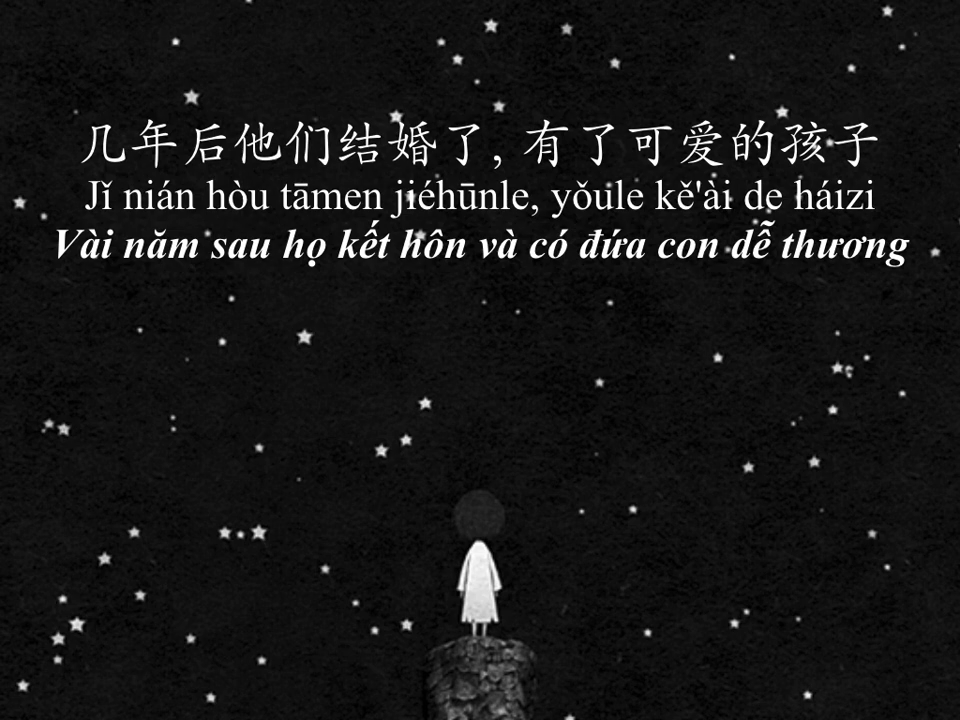 几年后他们结婚了, 有了可爱的孩子
Jǐ nián hòu tāmen jiéhūnle, yǒule kě'ài de háizi
Vài năm sau họ kết hôn và có đứa con dễ thương